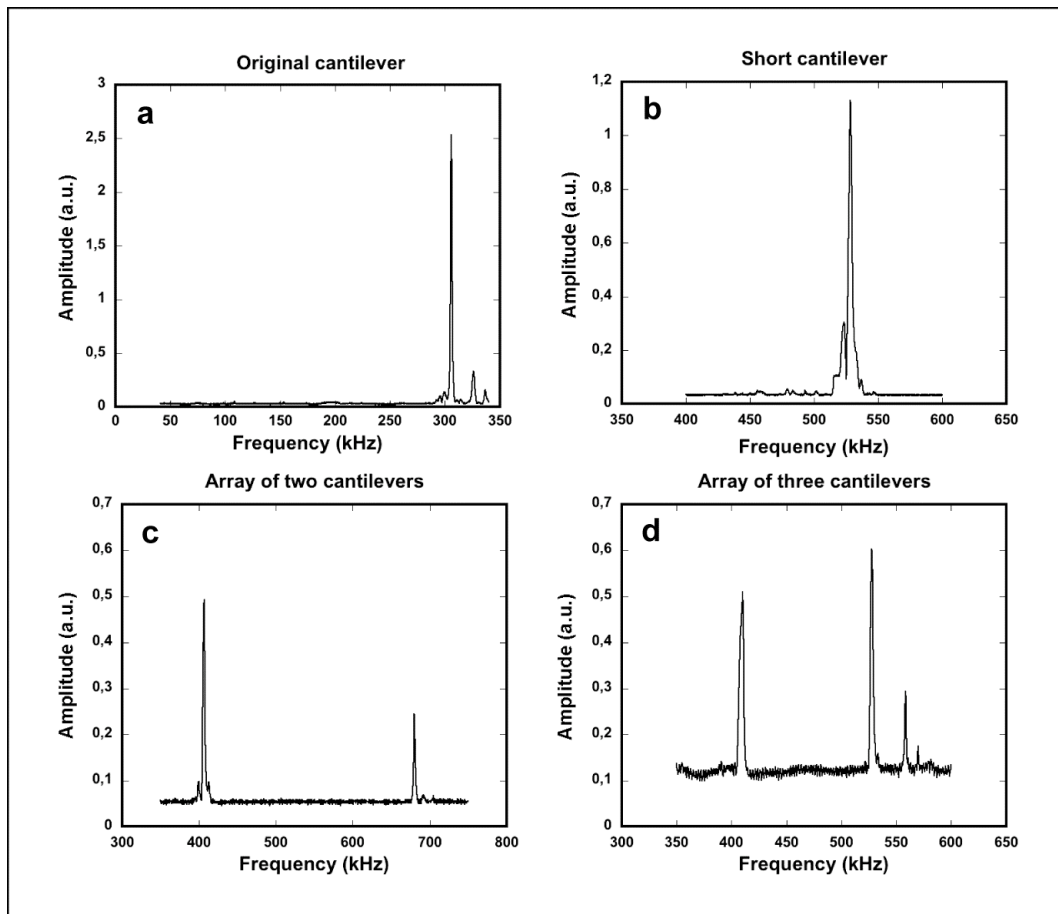 Original cantilever
a
Amplitude (a.u.)
3
2,5
2
1,5
1
0,5
0
0 50 100 150 200 250 300 350
Frequency (kHz)
Short cantilever
b
Amplitude (a.u.)
1,2
1
0,8
0,6
0,4
0,2
0
350 400 450 500 550 600 650
Frequency (kHz)
Array of two cantilevers
c
Amplitude (a.u.)
0,7
0,6
0,5
0,4
0,3
0,2
0,1
0
300 400 500 600 700 800
Frequency (kHz)
Array of three cantilevers
d
Amplitude (a.u.)
0,7
0,6
0,5
0,4
0,3
0,2
0,1
0
300 350 400 450 500 550 600 650
Frequency (kHz)